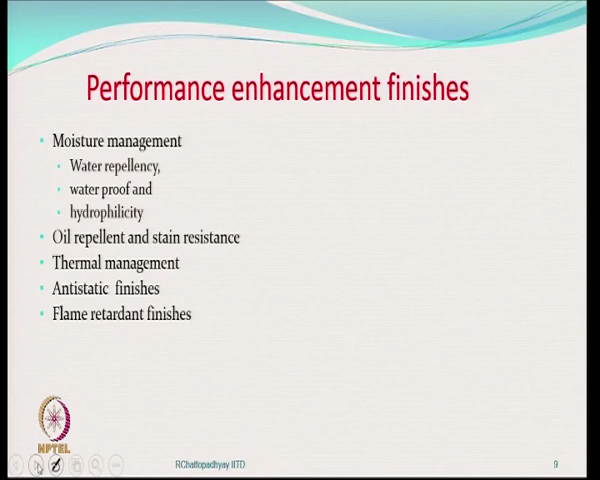 Performance enhancement finishes
Moisture management
Water repellency,
water proof and
hydrophilicity
Oil repellent and stain resistance
Thermal management
Antistatic finishes
Flame retardant finishes
NPTEL
RChattopadhyay IITD
9